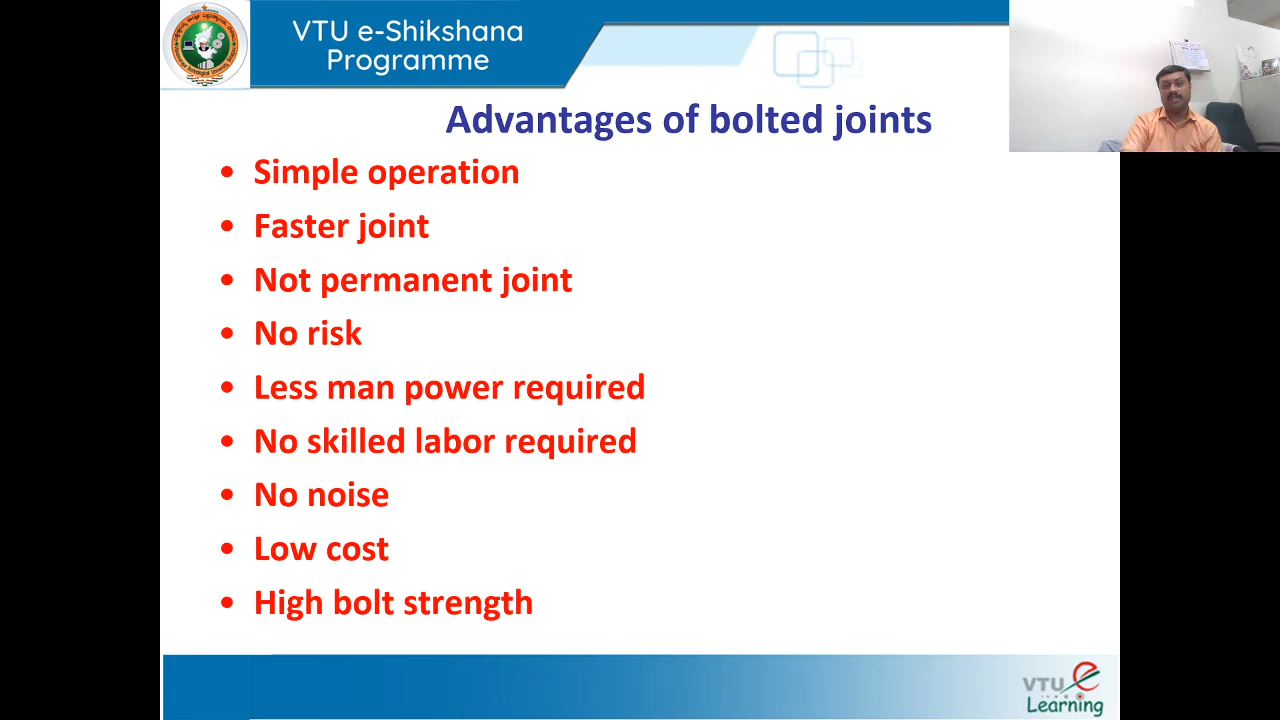 VTU e-Shikshana
Programme
Advantages of bolted joints
• Simple operation
• Faster joint
• Not permanent joint
• No risk
• Less man power required
• No skilled labor required
• No noise
• Low cost
• High bolt strength
VTU e
Learning